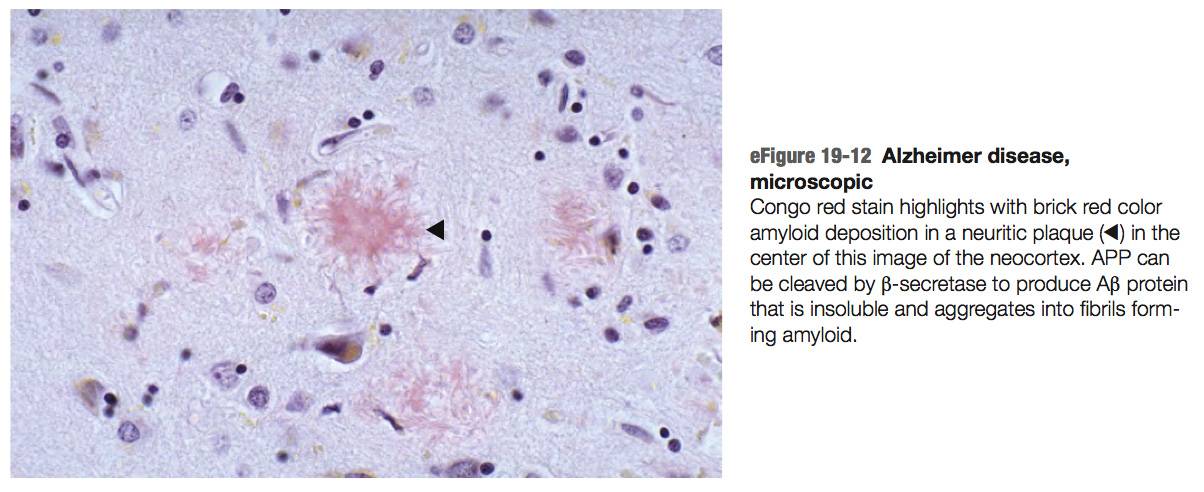 eFigure 19-12 Alzheimer disease,
microscopic
Congo red stain highlights with brick red color
amyloid deposition in a neuritic plaque (◀) in the
center of this image of the neocortex. APP can
be cleaved by β-secretase to produce Aβ protein
that is insoluble and aggregates into fibrils form-
ing amyloid.